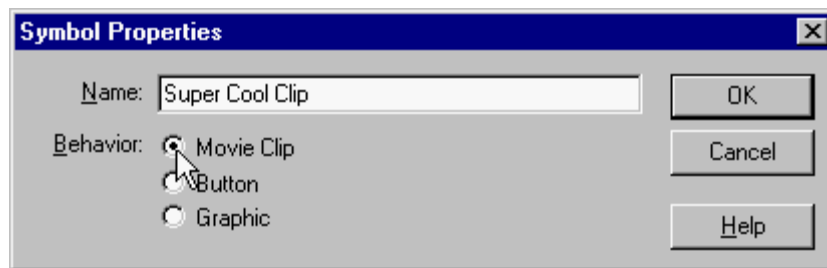 Symbol Properties
Name: Super Cool Clip
OK
Behavior: Movie Clip
Cancel
Button
Graphic
Help